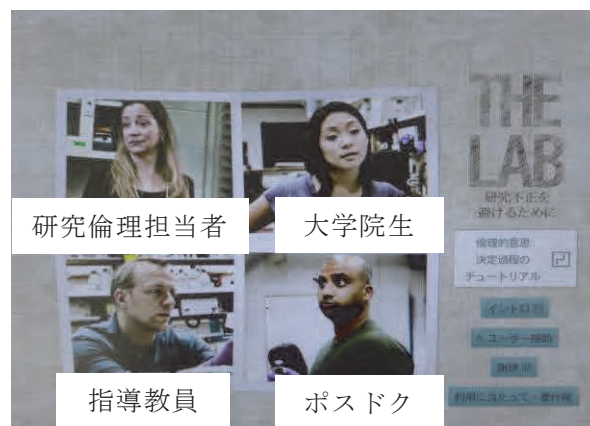 THE
LAB
研究不正を
避けるために
研究倫理担当者
大学院生
倫理的意思
決定過程の
チュートリアル
ユーザー補助
指導教員
ポスドク